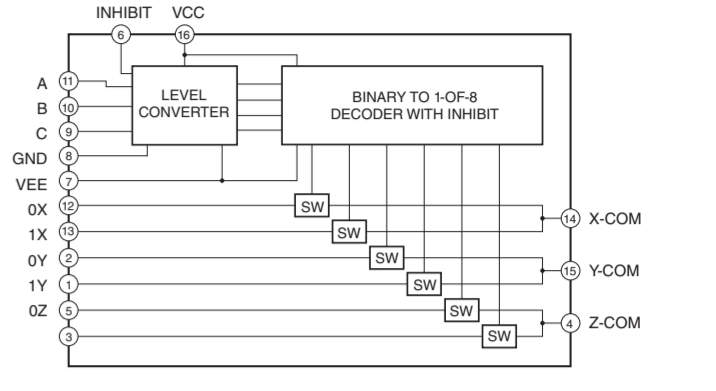 INHIBIT VCC
6 16
A 11
B 10
C 9
GND 8
VEE 7
0X 12
1X 13
0Y 2
1Y 1
0Z 5
3
LEVEL
CONVERTER
BINARY TO 1-OF-8
DECODER WITH INHIBIT
SW
SW
SW
SW
SW
SW
14 X-COM
15 Y-COM
4 Z-COM